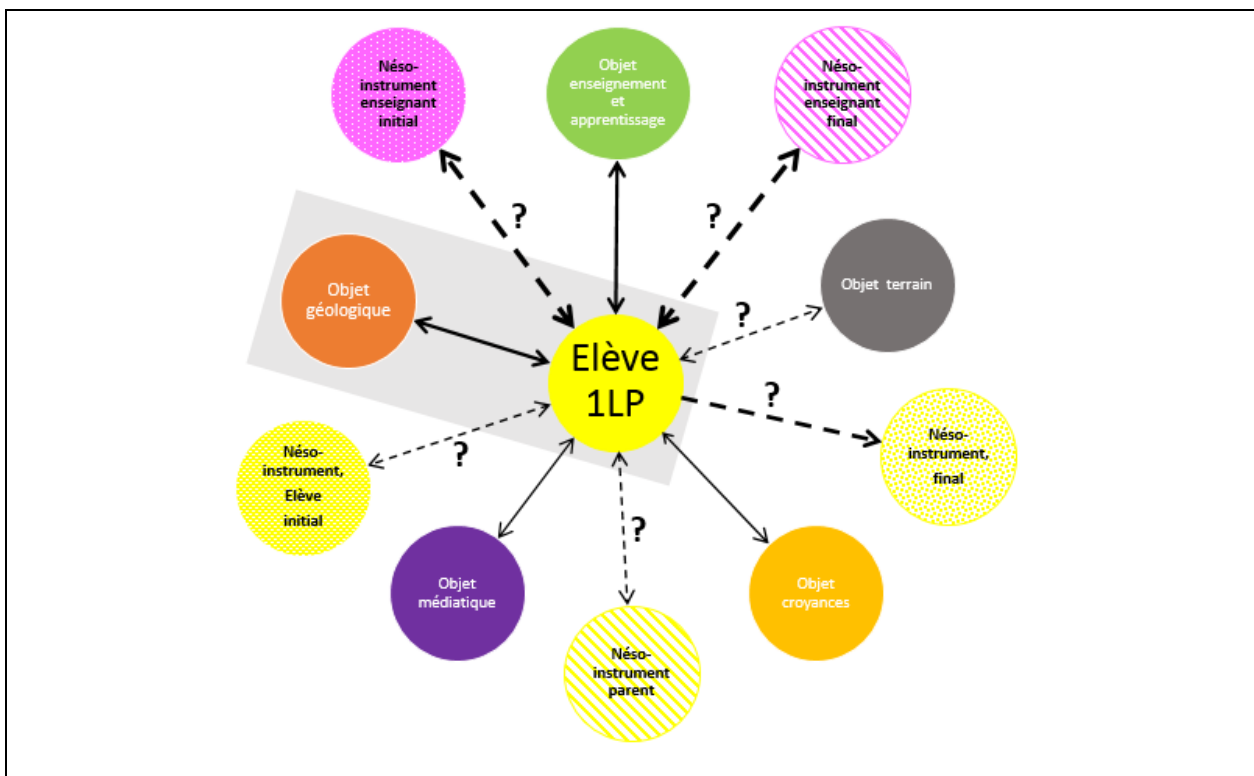 Néso-
instrument
enseignant
initial
Objet
enseignement
et
apprentissage
Néso-
instrument
enseignant
final
?
?
Objet
géologique
Objet terrain
?
Elève
1LP
?
Néso-
instrument,
Elève
initial
?
Néso-
instrument,
final
Objet
médiatique
?
Objet
croyances
Néso-
instrument
parent